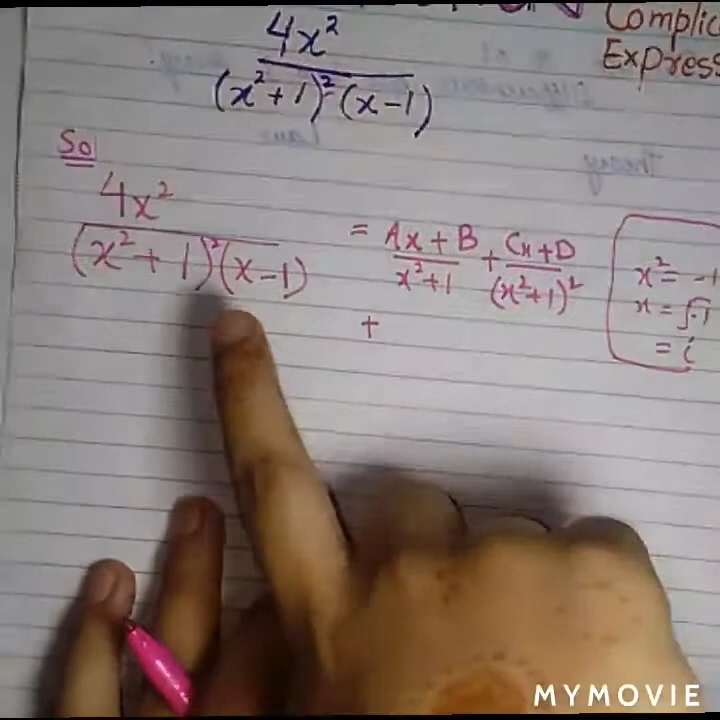 Complic
4x²
Express
(x²+1)²(x-1)
Sol
4x²
(x²+1)²(x-1)
= Ax+B + Cx+D
x²+1 (x²+1)²
+
x² = -1
x = √-1
= i
MYMOVIE